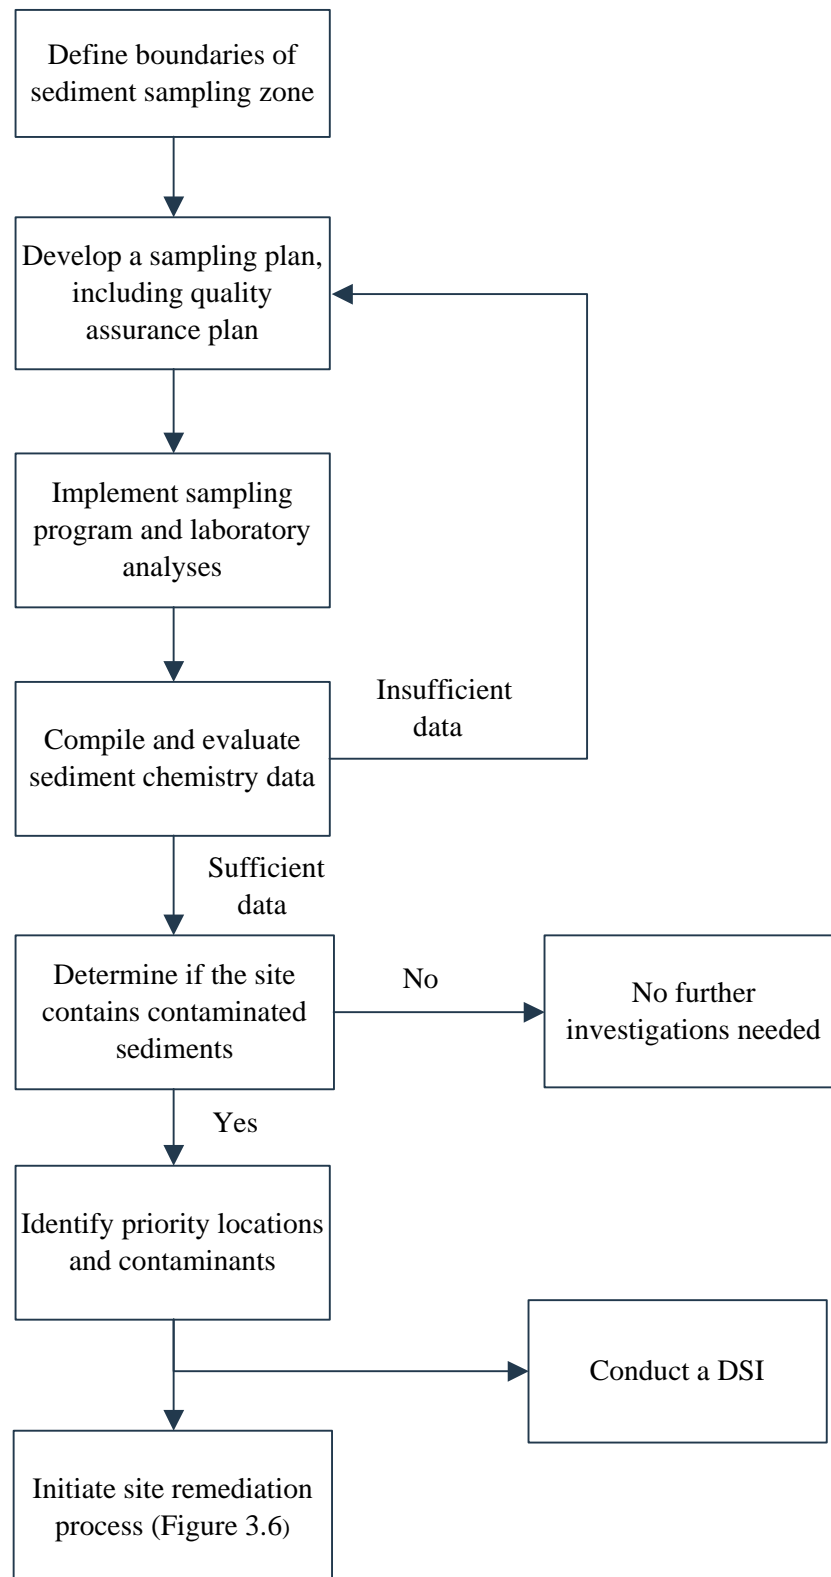 Define boundaries of
sediment sampling zone
Develop a sampling plan,
including quality
assurance plan
Implement sampling
program and laboratory
analyses
Insufficient
data
Compile and evaluate
sediment chemistry data
Sufficient
data
Determine if the site
contains contaminated
sediments
No
No further
investigations needed
Yes
Identify priority locations
and contaminants
Conduct a DSI
Initiate site remediation
process (Figure 3.6)